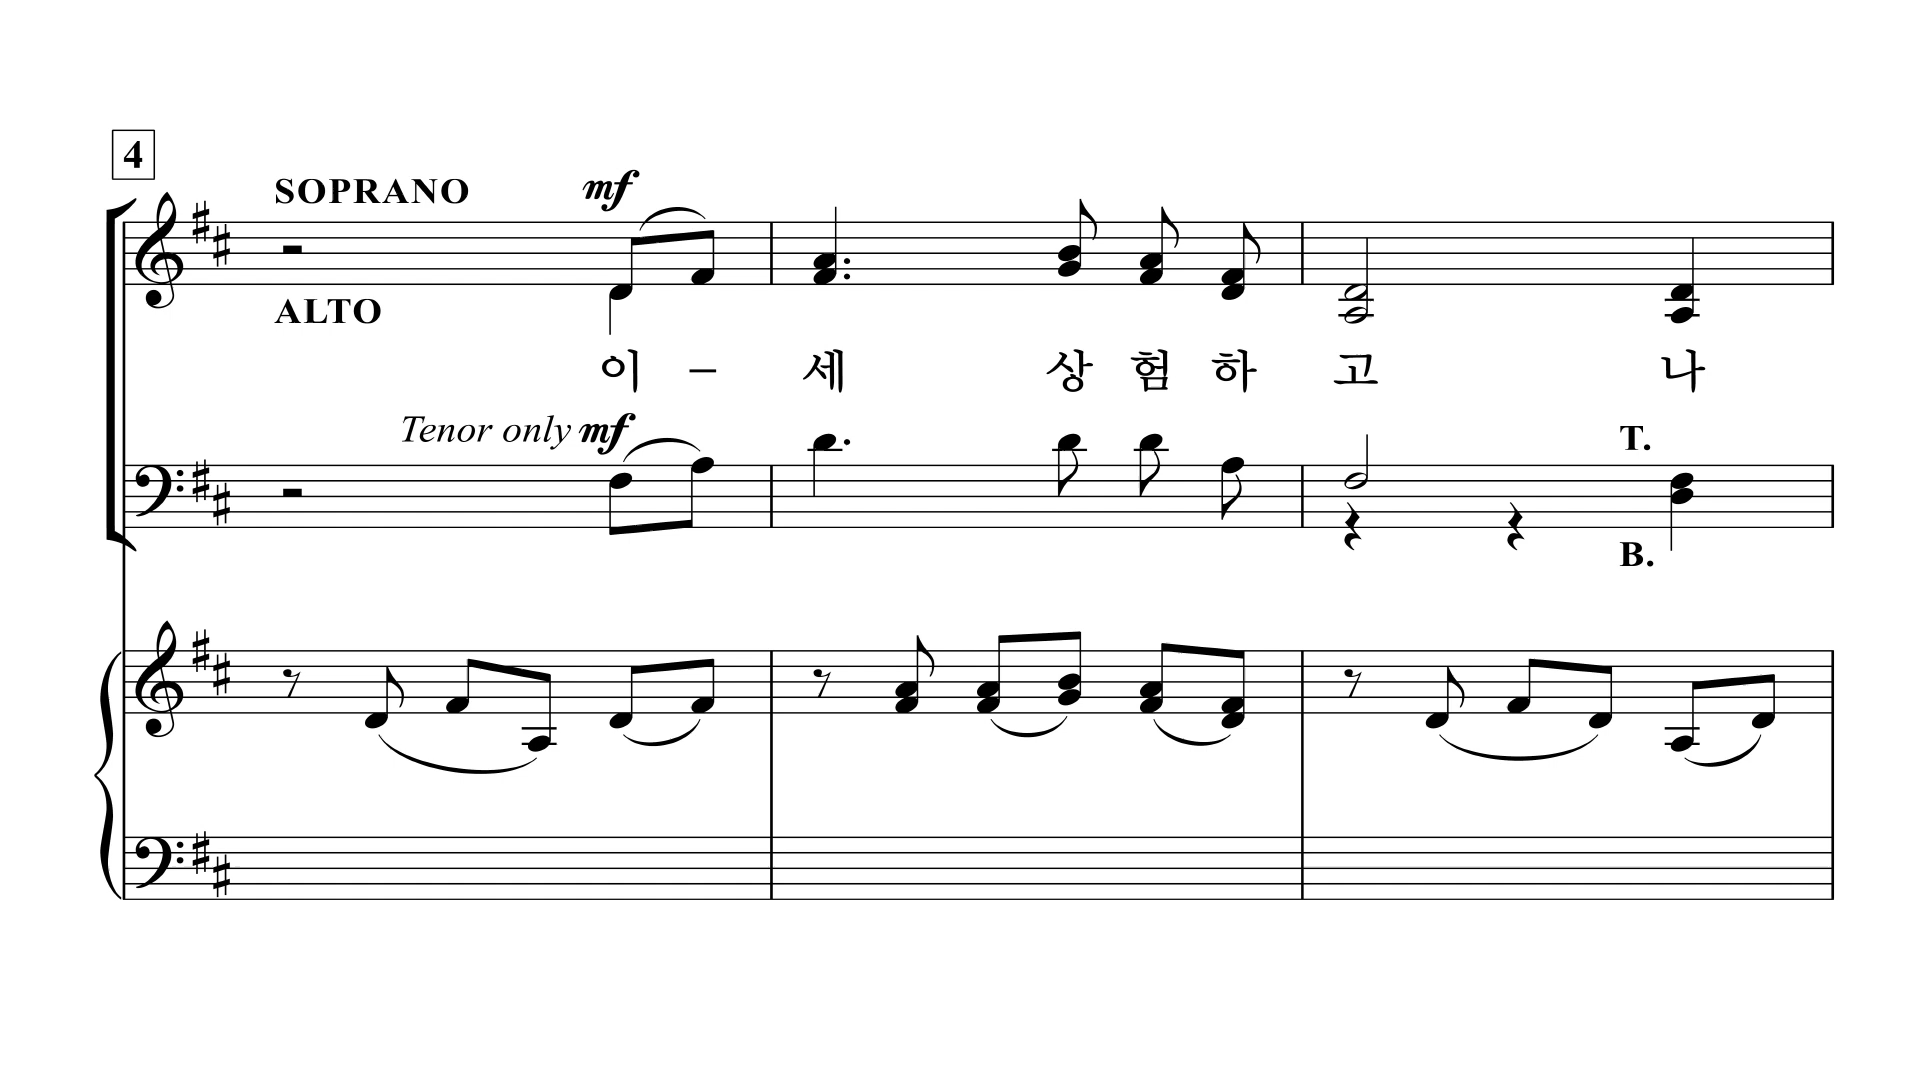 4
SOPRANO mf
ALTO
이 – 세 상 험 하 고 나
Tenor only mf
T.
B.